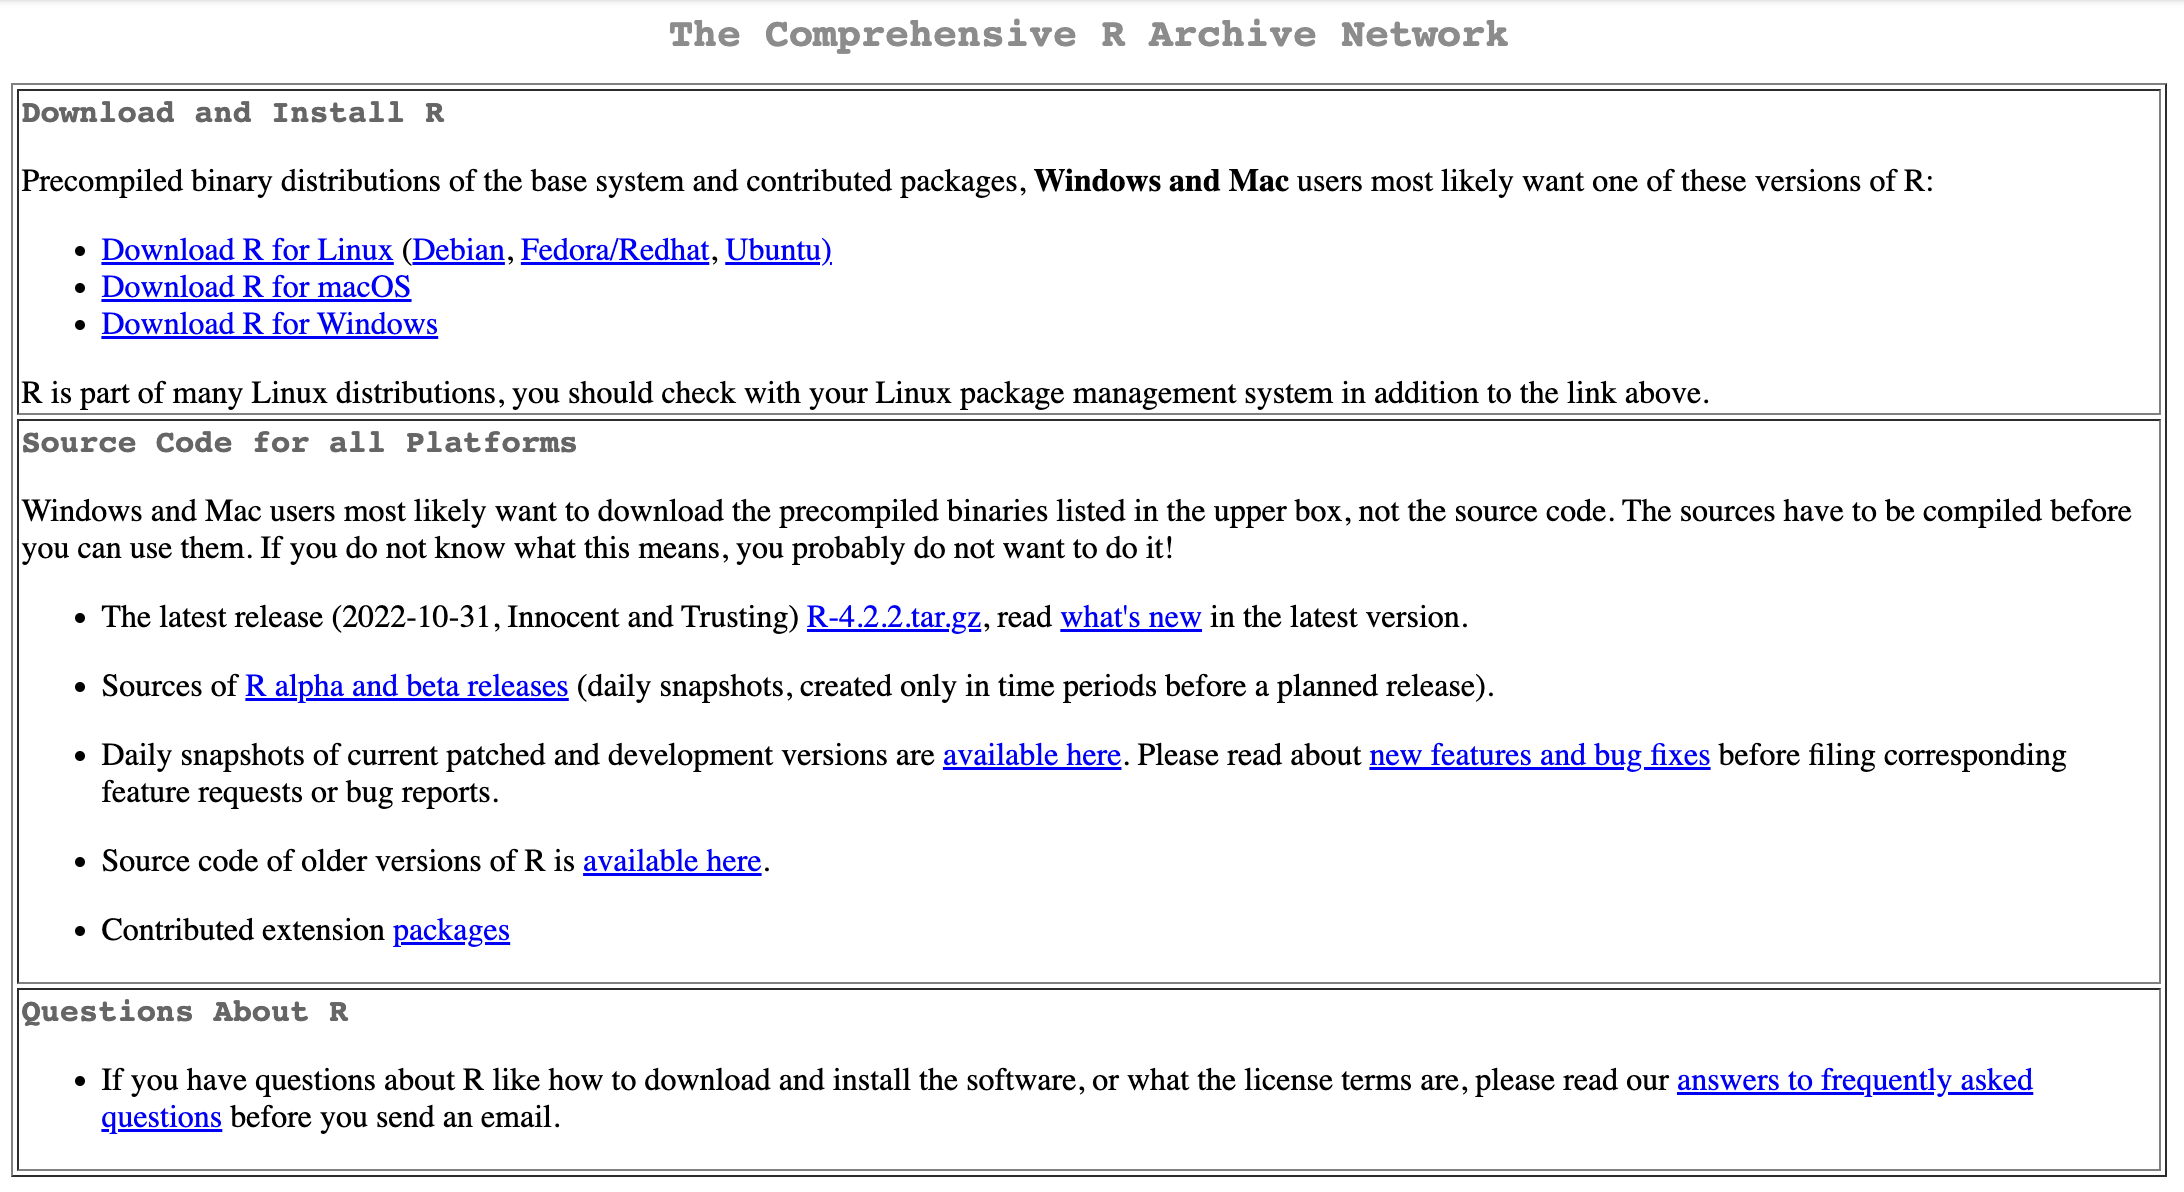 The Comprehensive R Archive Network
Download and Install R
Precompiled binary distributions of the base system and contributed packages, Windows and Mac users most likely want one of these versions of R:
• Download R for Linux (Debian, Fedora/Redhat, Ubuntu)
• Download R for macOS
• Download R for Windows
R is part of many Linux distributions, you should check with your Linux package management system in addition to the link above.
Source Code for all Platforms
Windows and Mac users most likely want to download the precompiled binaries listed in the upper box, not the source code. The sources have to be compiled before
you can use them. If you do not know what this means, you probably do not want to do it!
• The latest release (2022-10-31, Innocent and Trusting) R-4.2.2.tar.gz, read what's new in the latest version.
• Sources of R alpha and beta releases (daily snapshots, created only in time periods before a planned release).
• Daily snapshots of current patched and development versions are available here. Please read about new features and bug fixes before filing corresponding
feature requests or bug reports.
• Source code of older versions of R is available here.
• Contributed extension packages
Questions About R
• If you have questions about R like how to download and install the software, or what the license terms are, please read our answers to frequently asked
questions before you send an email.